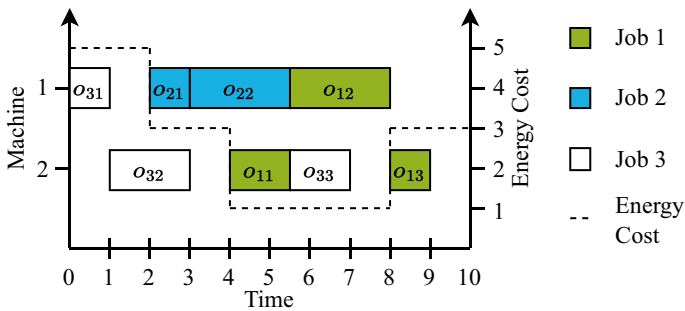 5
Job 1
1
o31
o21
o22
o12
4
Job 2
Machine
3
Energy Cost
2
o32
o11
o33
o13
2
Job 3
1
Energy
Cost
0 1 2 3 4 5 6 7 8 9 10
Time